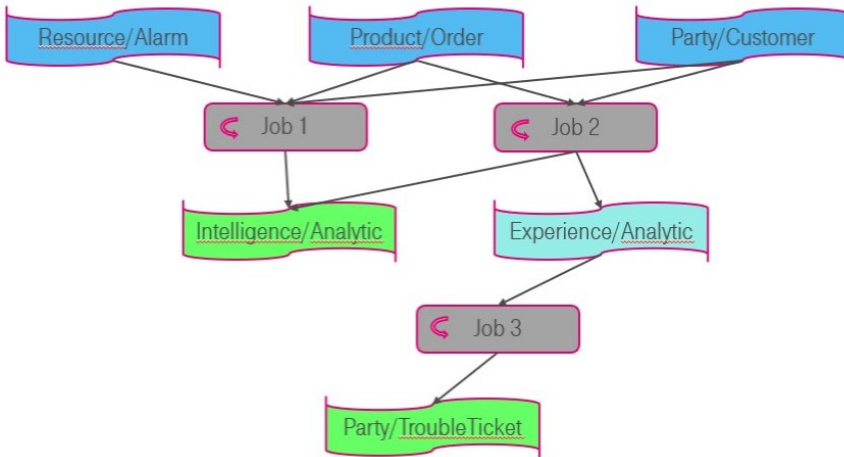 Resource/Alarm
Product/Order
Party/Customer
Job 1
Job 2
Intelligence/Analytic
Experience/Analytic
Job 3
Party/TroubleTicket